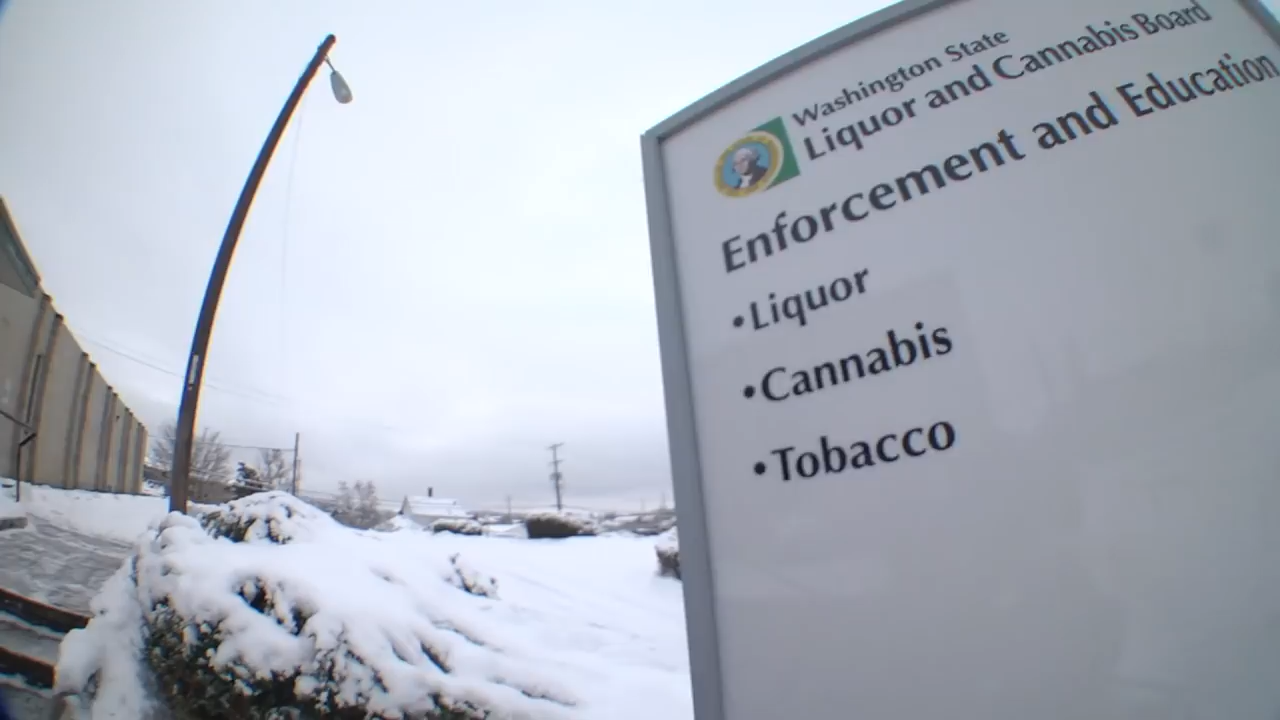 Washington State
Liquor and Cannabis Board
Enforcement and Education
•Liquor
•Cannabis
•Tobacco